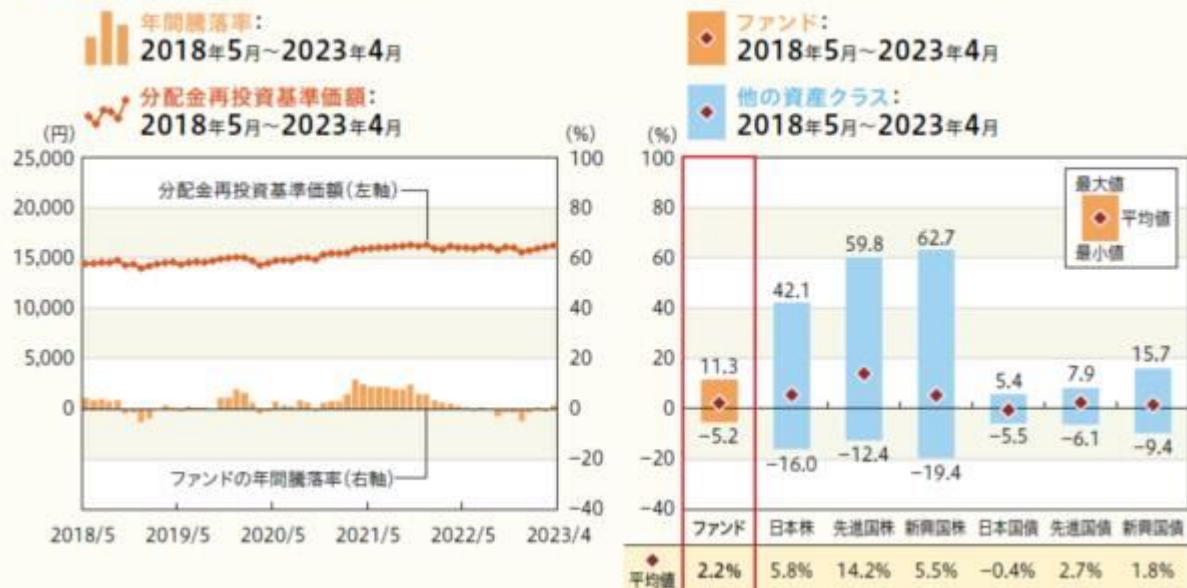 年間騰落率：
2018年5月～2023年4月
分配金再投資基準価額：
2018年5月～2023年4月
(円)
(%)
25,000
20,000
15,000
10,000
5,000
0
100
80
60
40
20
0
−20
−40
分配金再投資基準価額(左軸)
ファンドの年間騰落率(右軸)
2018/5 2019/5 2020/5 2021/5 2022/5 2023/4
ファンド：
2018年5月～2023年4月
他の資産クラス：
2018年5月～2023年4月
(%)
100
80
60
40
20
0
−20
−40
最大値
平均値
最小値
11.3
−5.2
42.1
−16.0
59.8
−12.4
62.7
−19.4
5.4
−5.5
7.9
−6.1
15.7
−9.4
ファンド 日本株 先進国株 新興国株 日本国債 先進国債 新興国債
平均値 2.2% 5.8% 14.2% 5.5% −0.4% 2.7% 1.8%